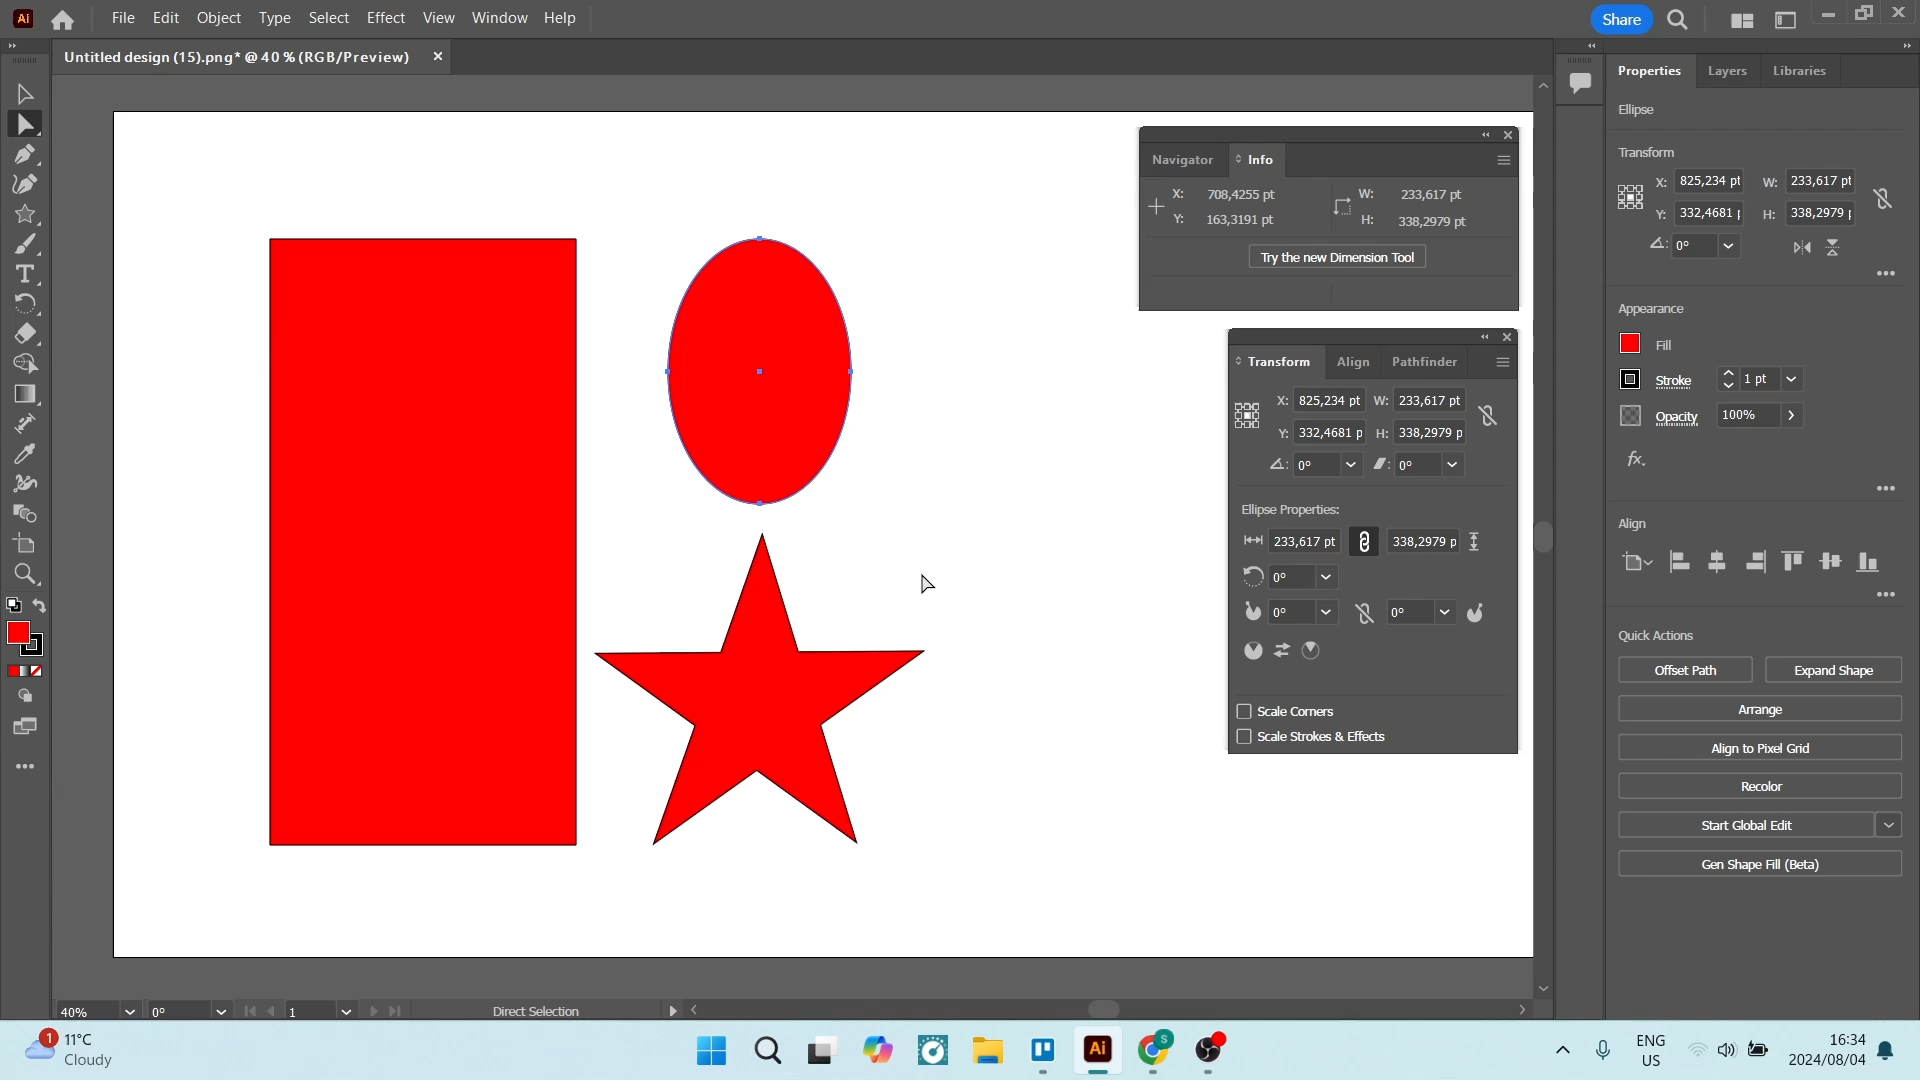 Ai File Edit Object Type Select Effect View Window Help Share
Untitled design (15).png* @ 40 % (RGB/Preview)
Navigator Info
X: 708,4255 pt W: 233,617 pt
Y: 163,3191 pt H: 338,2979 pt
Try the new Dimension Tool
Transform Align Pathfinder
X: 825,234 pt W: 233,617 pt
Y: 332,4681 p H: 338,2979 p
0° 0°
Ellipse Properties:
233,617 pt 338,2979 p
0°
0° 0°
Scale Corners
Scale Strokes & Effects
Properties Layers Libraries
Ellipse
Transform
X: 825,234 pt W: 233,617 pt
Y: 332,4681 H: 338,2979
0°
Appearance
Fill
Stroke 1 pt
Opacity 100%
fx.
Align
Quick Actions
Offset Path Expand Shape
Arrange
Align to Pixel Grid
Recolor
Start Global Edit
Gen Shape Fill (Beta)
40% 0° 1 Direct Selection
1 11°C
Cloudy
Ai S
ENG
US
16:34
2024/08/04